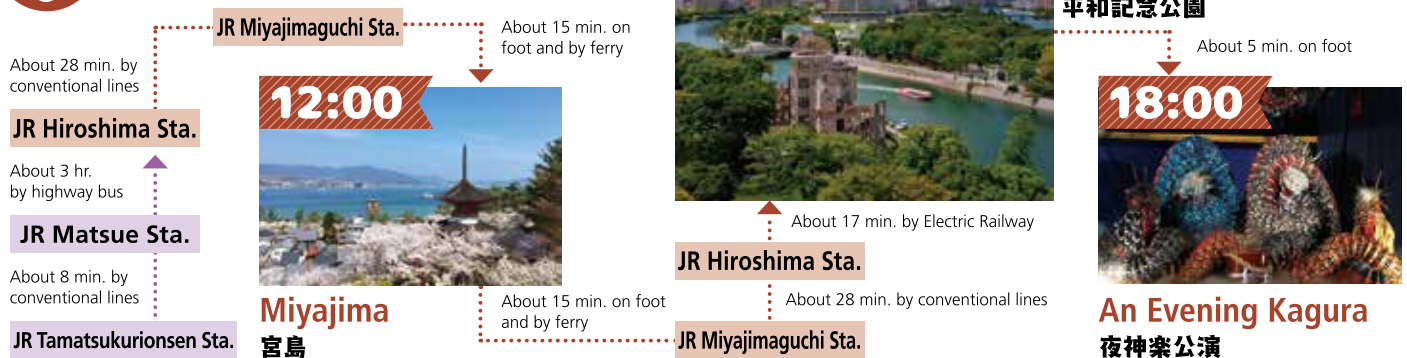 JR Miyajimaguchi Sta.
About 15 min. on
foot and by ferry
About 28 min. by
conventional lines
JR Hiroshima Sta.
About 3 hr.
by highway bus
JR Matsue Sta.
About 8 min. by
conventional lines
JR Tamatsukurionsen Sta.
12:00
Miyajima
宮島
About 15 min. on foot
and by ferry
JR Miyajimaguchi Sta.
About 28 min. by conventional lines
JR Hiroshima Sta.
About 17 min. by Electric Railway
平和記念公園
About 5 min. on foot
18:00
An Evening Kagura
夜神楽公演